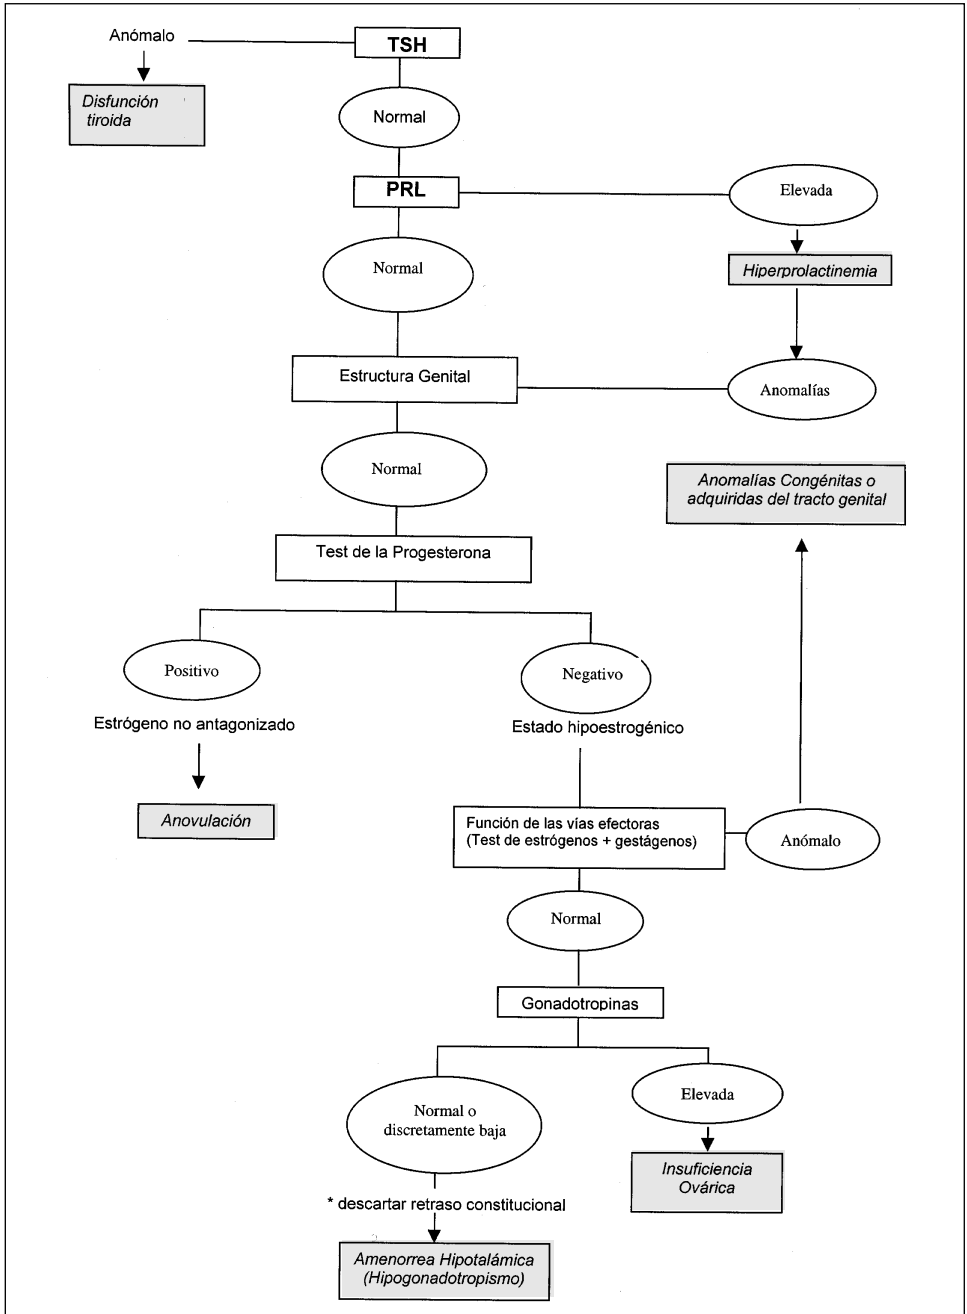 Anómalo
TSH
Disfunción
tiroida
Normal
PRL
Elevada
Normal
Hiperprolactinemia
Estructura Genital
Anomalías
Normal
Anomalías Congénitas o
adquiridas del tracto genital
Test de la Progesterona
Positivo
Negativo
Estrógeno no antagonizado
Estado hipoestrogénico
Anovulación
Función de las vías efectoras
(Test de estrógenos + gestágenos)
Anómalo
Normal
Gonadotropinas
Normal o
discretamente baja
Elevada
Insuficiencia
Ovárica
* descartar retraso constitucional
Amenorrea Hipotalámica
(Hipogonadotropismo)